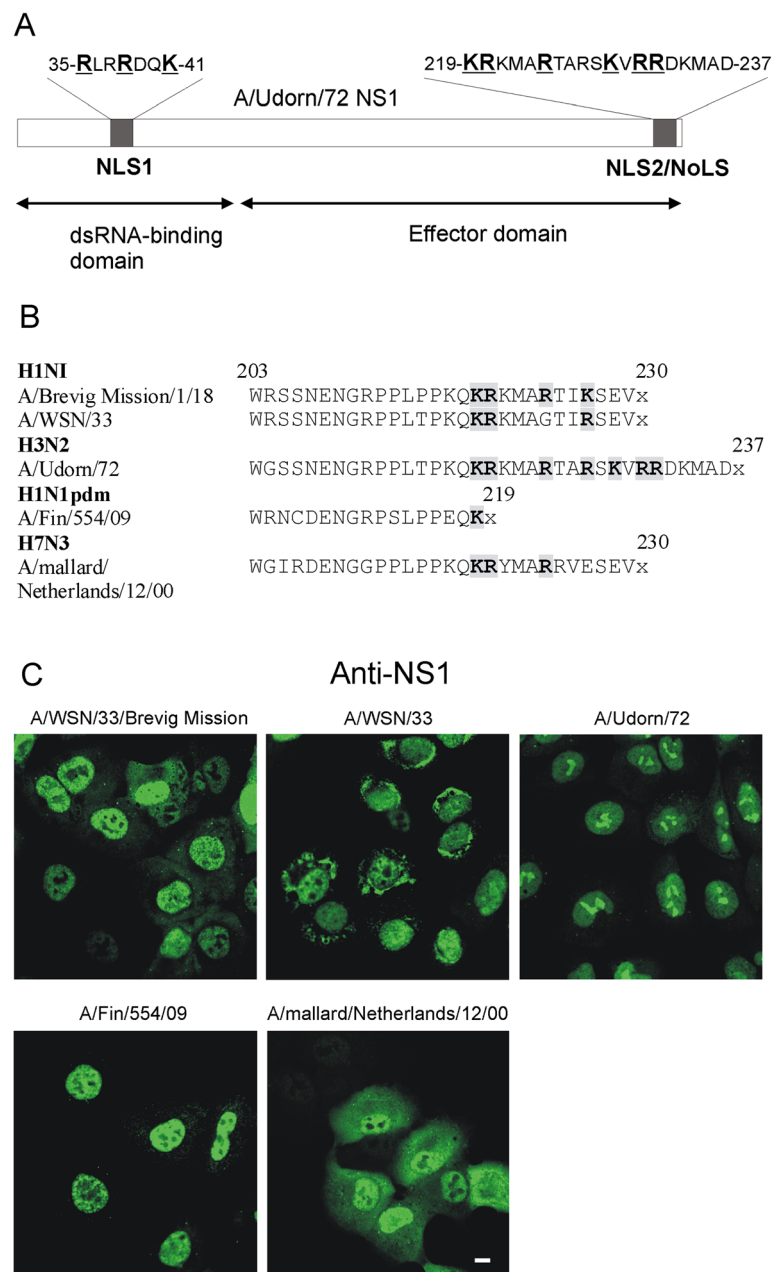 A
35-RLRRDQK-41
219-KRKMARTARSKVRRDKMAD-237
A/Udorn/72 NS1
NLS1
NLS2/NoLS
dsRNA-binding
domain
Effector domain
B
H1NI
203 230
A/Brevig Mission/1/18 WRSSNENGRPPLPPKQKRKMARTIKSEVx
A/WSN/33 WRSSNENGRPPLTPKQKRKMAGTIRSEVx
H3N2 237
A/Udorn/72 WGSSNENGRPPLTPKQKRKMARTARSKVRRDKMADx
H1N1pdm 219
A/Fin/554/09 WRNCDENGRPSLPPEQKx
H7N3 230
A/mallard/ WGIRDENGGPPLPPKQKRYMARRVESEVx
Netherlands/12/00
C
Anti-NS1
A/WSN/33/Brevig Mission
A/WSN/33
A/Udorn/72
A/Fin/554/09
A/mallard/Netherlands/12/00